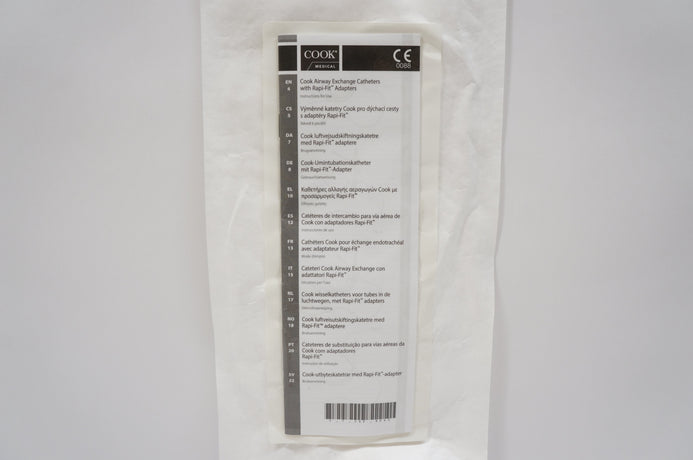 COOK®
MEDICAL
CE
0088
EN
4
Cook Airway Exchange Catheters
with Rapi-Fit™ Adapters
Instructions for Use
CS
5
Výměnné katetry Cook pro dýchací cesty
s adaptéry Rapi-Fit™
Návod k použití
DA
7
Cook luftvejsudskiftningskatetre
med Rapi-Fit™ adaptere
Brugsanvisning
DE
8
Cook-Umintubationskatheter
mit Rapi-Fit™-Adapter
Gebrauchsanweisung
EL
10
Καθετήρες αλλαγής αεραγωγών Cook με
προσαρμογείς Rapi-Fit™
Οδηγίες χρήσης
ES
12
Catéteres de intercambio para vía aérea de
Cook con adaptadores Rapi-Fit™
Instrucciones de uso
FR
13
Cathéters Cook pour échange endotrachéal
avec adaptateur Rapi-Fit™
Mode d'emploi
IT
15
Cateteri Cook Airway Exchange con
adattatori Rapi-Fit™
Istruzioni per l'uso
NL
17
Cook wisselkatheters voor tubes in de
luchtwegen, met Rapi-Fit™ adapters
Gebruiksaanwijzing
NO
18
Cook luftveisutskiftingskatetre med
Rapi-Fit™ adaptere
Bruksanvisning
PT
20
Cateteres de substituição para vias aéreas da
Cook com adaptadores
Rapi-Fit™
Instruções de utilização
SV
22
Cook-utbyteskatetrar med Rapi-Fit™-adapter
Bruksanvisning